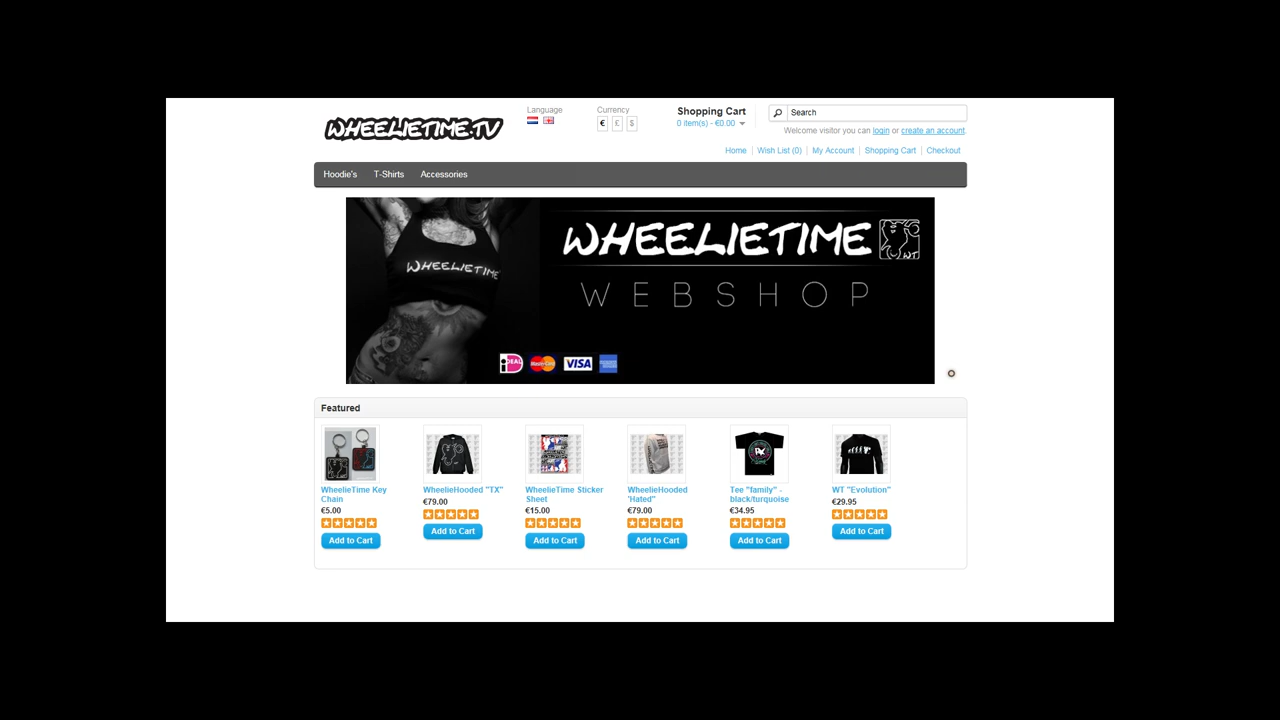 WHEELIETIME.TV
Language
Currency
€ £ $
Shopping Cart
0 item(s) - €0.00
Search
Welcome visitor you can login or create an account.
Home Wish List (0) My Account Shopping Cart Checkout
Hoodie's T-Shirts Accessories
WHEELIETIME
WHEELIETIME
WT
WEBSHOP
iDEAL MasterCard VISA
Featured
WheelieTime Key Chain
€5.00
Add to Cart
WheelieHooded "TX"
€79.00
Add to Cart
WheelieTime Sticker Sheet
€15.00
Add to Cart
WheelieHooded 'Hated"
€79.00
Add to Cart
Tee "family" - black/turquoise
€34.95
Add to Cart
WT "Evolution"
€29.95
Add to Cart